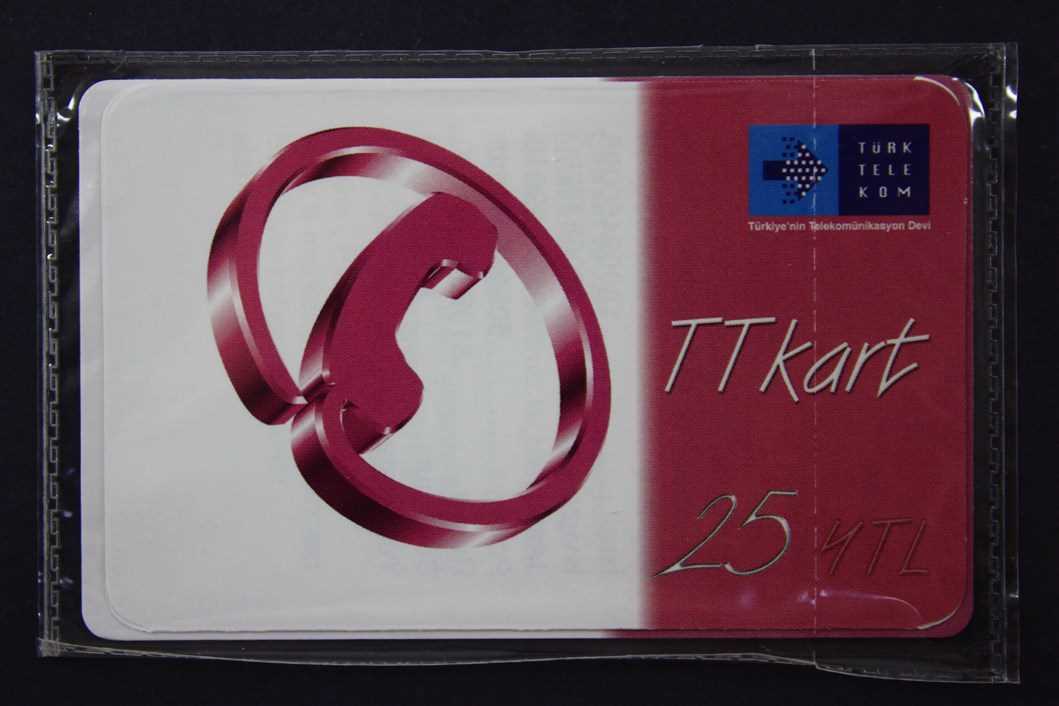 TÜRK
TELE
KOM
Türkiye'nin Telekomünikasyon Devi
TTkart
25 YTL